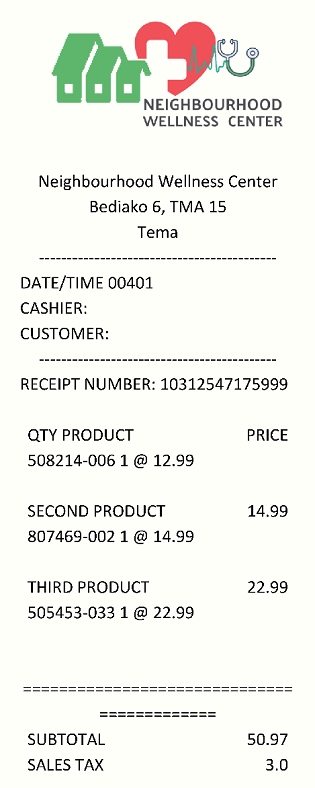 NEIGHBOURHOOD
WELLNESS CENTER
Neighbourhood Wellness Center
Bediako 6, TMA 15
Tema
-------------------------------------------
DATE/TIME 00401
CASHIER:
CUSTOMER:
-------------------------------------------
RECEIPT NUMBER: 10312547175999
QTY PRODUCT PRICE
508214-006 1 @ 12.99
SECOND PRODUCT 14.99
807469-002 1 @ 14.99
THIRD PRODUCT 22.99
505453-033 1 @ 22.99
==============================
=============
SUBTOTAL 50.97
SALES TAX 3.0